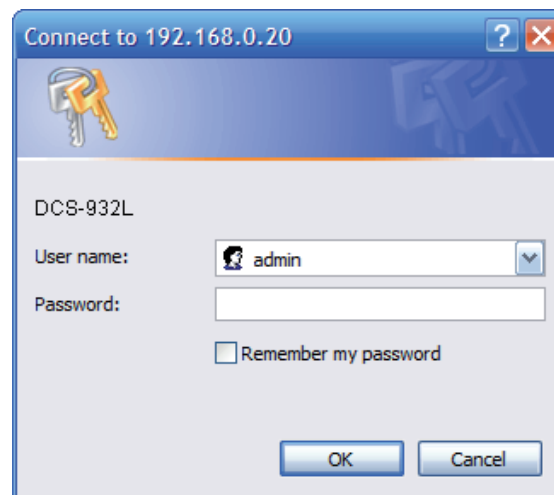 Connect to 192.168.0.20
DCS-932L
User name: admin
Password:
Remember my password
OK Cancel